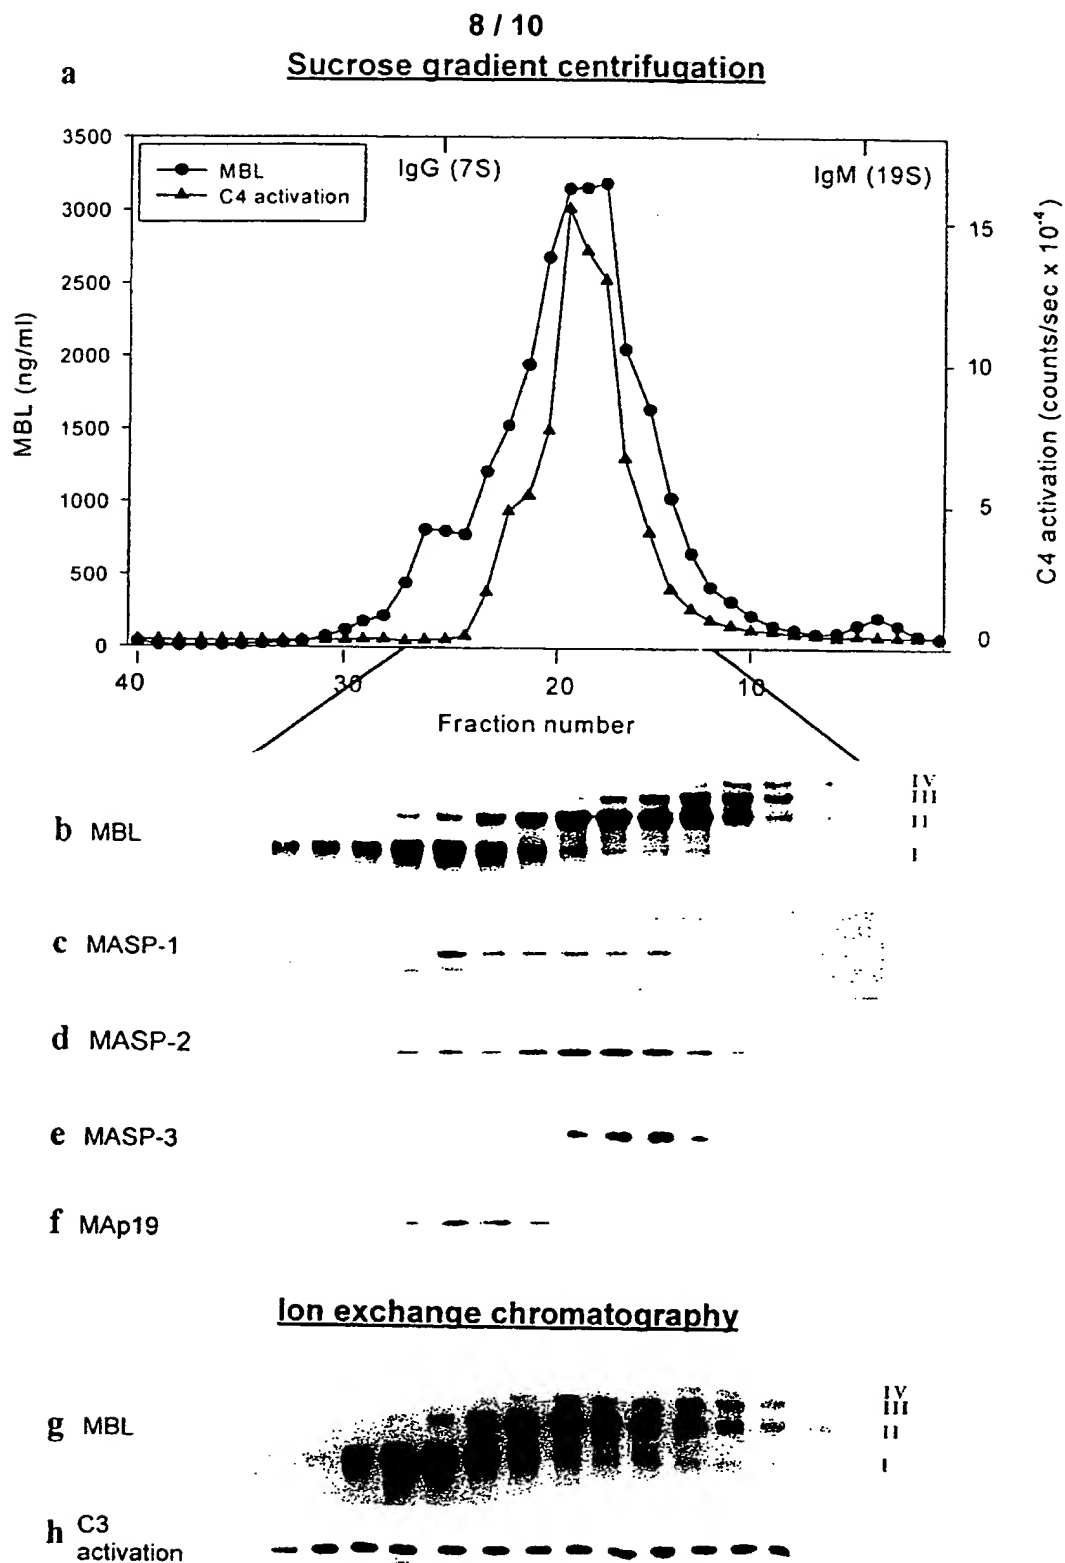 8 / 10
a Sucrose gradient centrifugation
3500
3000
2500
2000
1500
1000
500
0
MBL (ng/ml)
MBL
C4 activation
IgG (7S)
IgM (19S)
15
10
5
0
C4 activation (counts/sec x 10-4)
40 30 20 10
Fraction number
b MBL
IV
III
II
I
c MASP-1
d MASP-2
e MASP-3
f MAp19
Ion exchange chromatography
g MBL
IV
III
II
I
h C3
activation